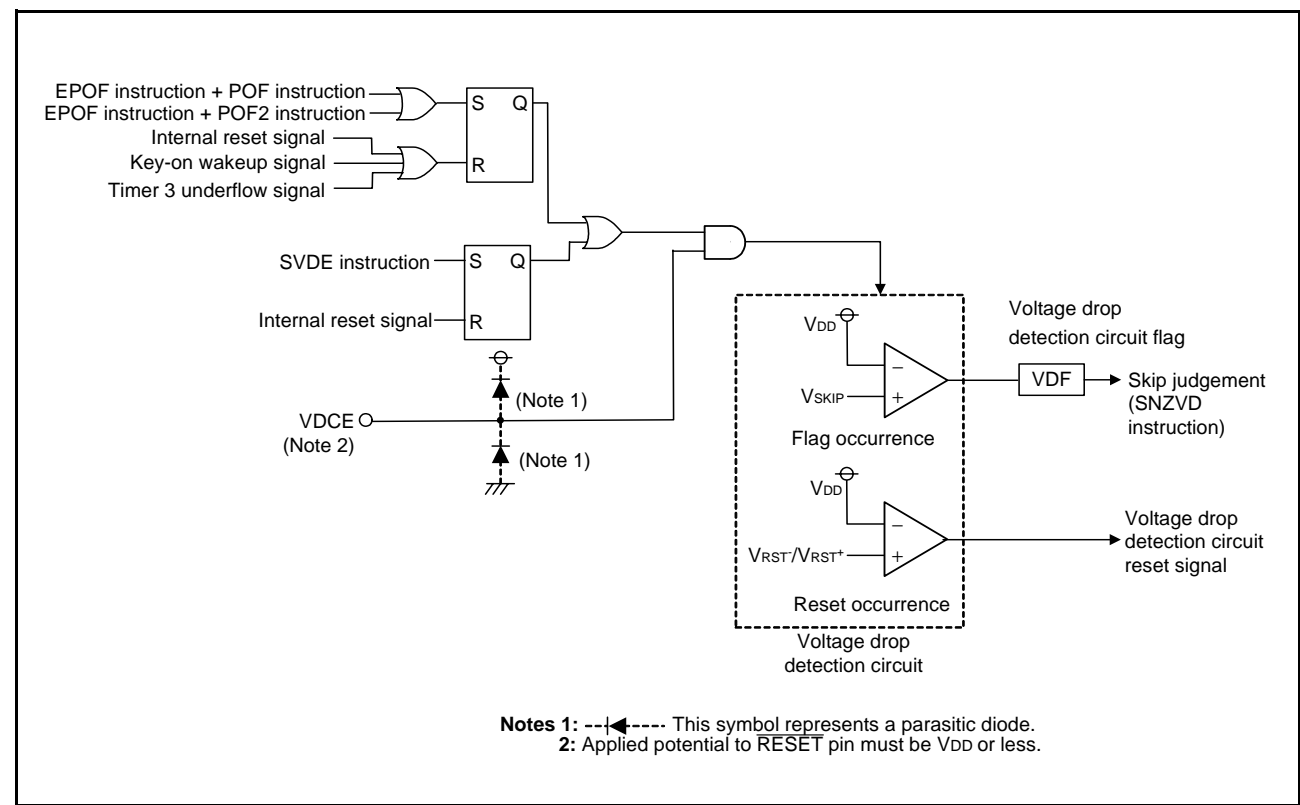 EPOF instruction + POF instruction
EPOF instruction + POF2 instruction
Internal reset signal
Key-on wakeup signal
Timer 3 underflow signal
S Q
R
SVDE instruction
S Q
Internal reset signal
R
(Note 1)
VDCE
(Note 2)
(Note 1)
VDD
−
VSKIP
+
Flag occurrence
VDD
−
VRST-/VRST+
+
Reset occurrence
Voltage drop
detection circuit
Voltage drop
detection circuit flag
VDF
Skip judgement
(SNZVD
instruction)
Voltage drop
detection circuit
reset signal
Notes 1: This symbol represents a parasitic diode.
2: Applied potential to RESET pin must be VDD or less.